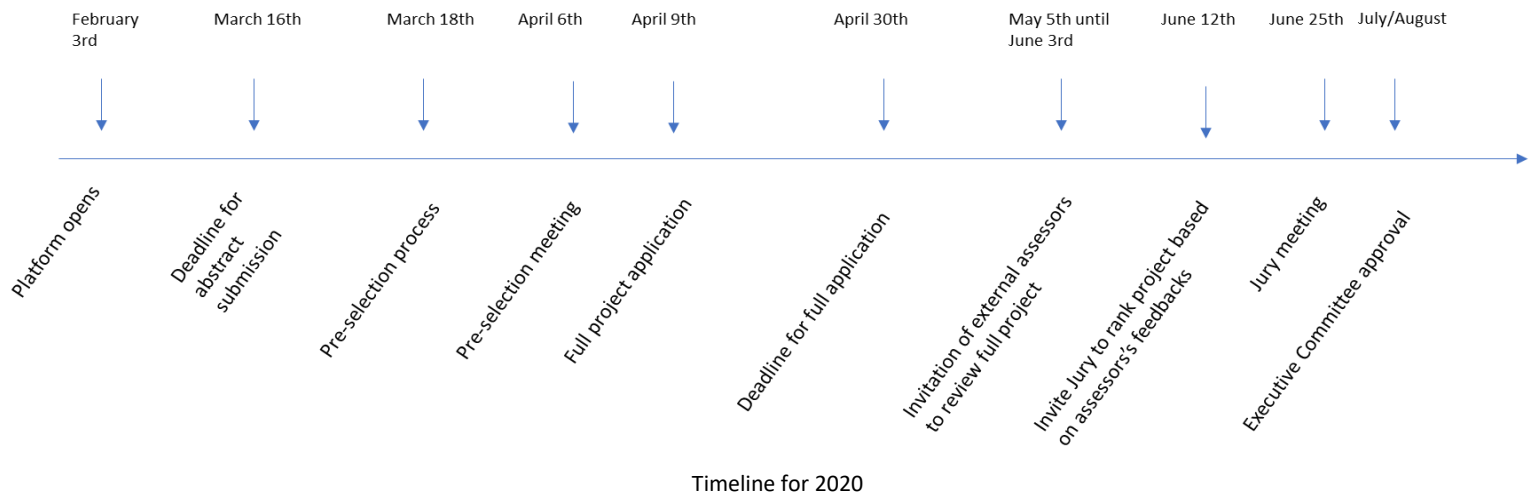 February
3rd
March 16th
March 18th
April 6th
April 9th
April 30th
May 5th until
June 3rd
June 12th
June 25th
July/August
Platform opens
Deadline for
abstract
submission
Pre-selection process
Pre-selection meeting
Full project application
Deadline for full application
Invitation of external assessors
to review full project
Invite Jury to rank project based
on assessors's feedbacks
Jury meeting
Executive Committee approval
Timeline for 2020